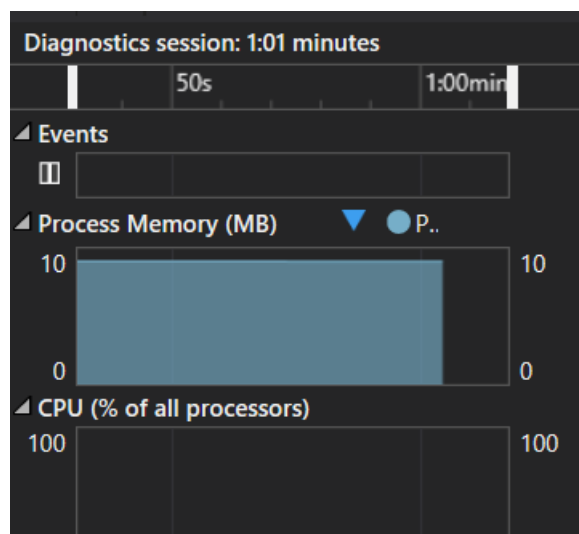 Diagnostics session: 1:01 minutes
50s 1:00min
Events
Process Memory (MB) P..
10 10
0 0
CPU (% of all processors)
100 100